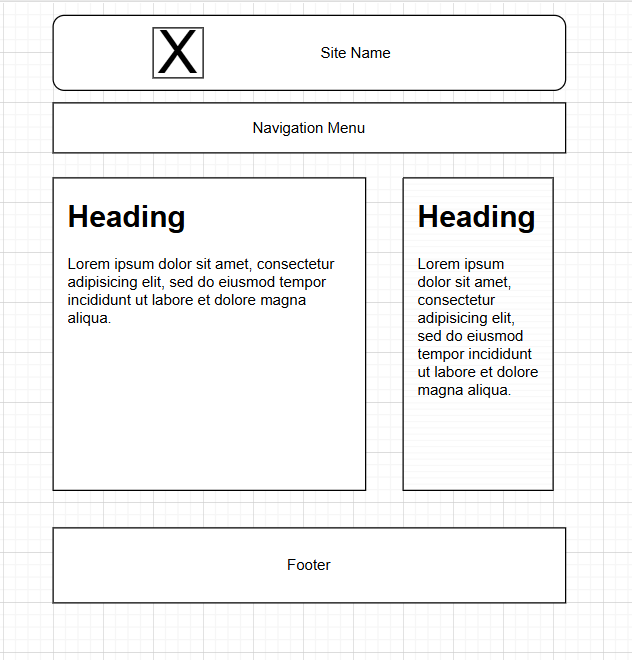 X
Site Name
Navigation Menu
Heading
Lorem ipsum dolor sit amet, consectetur
adipisicing elit, sed do eiusmod tempor
incididunt ut labore et dolore magna
aliqua.
Heading
Lorem ipsum
dolor sit amet,
consectetur
adipisicing elit,
sed do eiusmod
tempor incididunt
ut labore et dolore
magna aliqua.
Footer